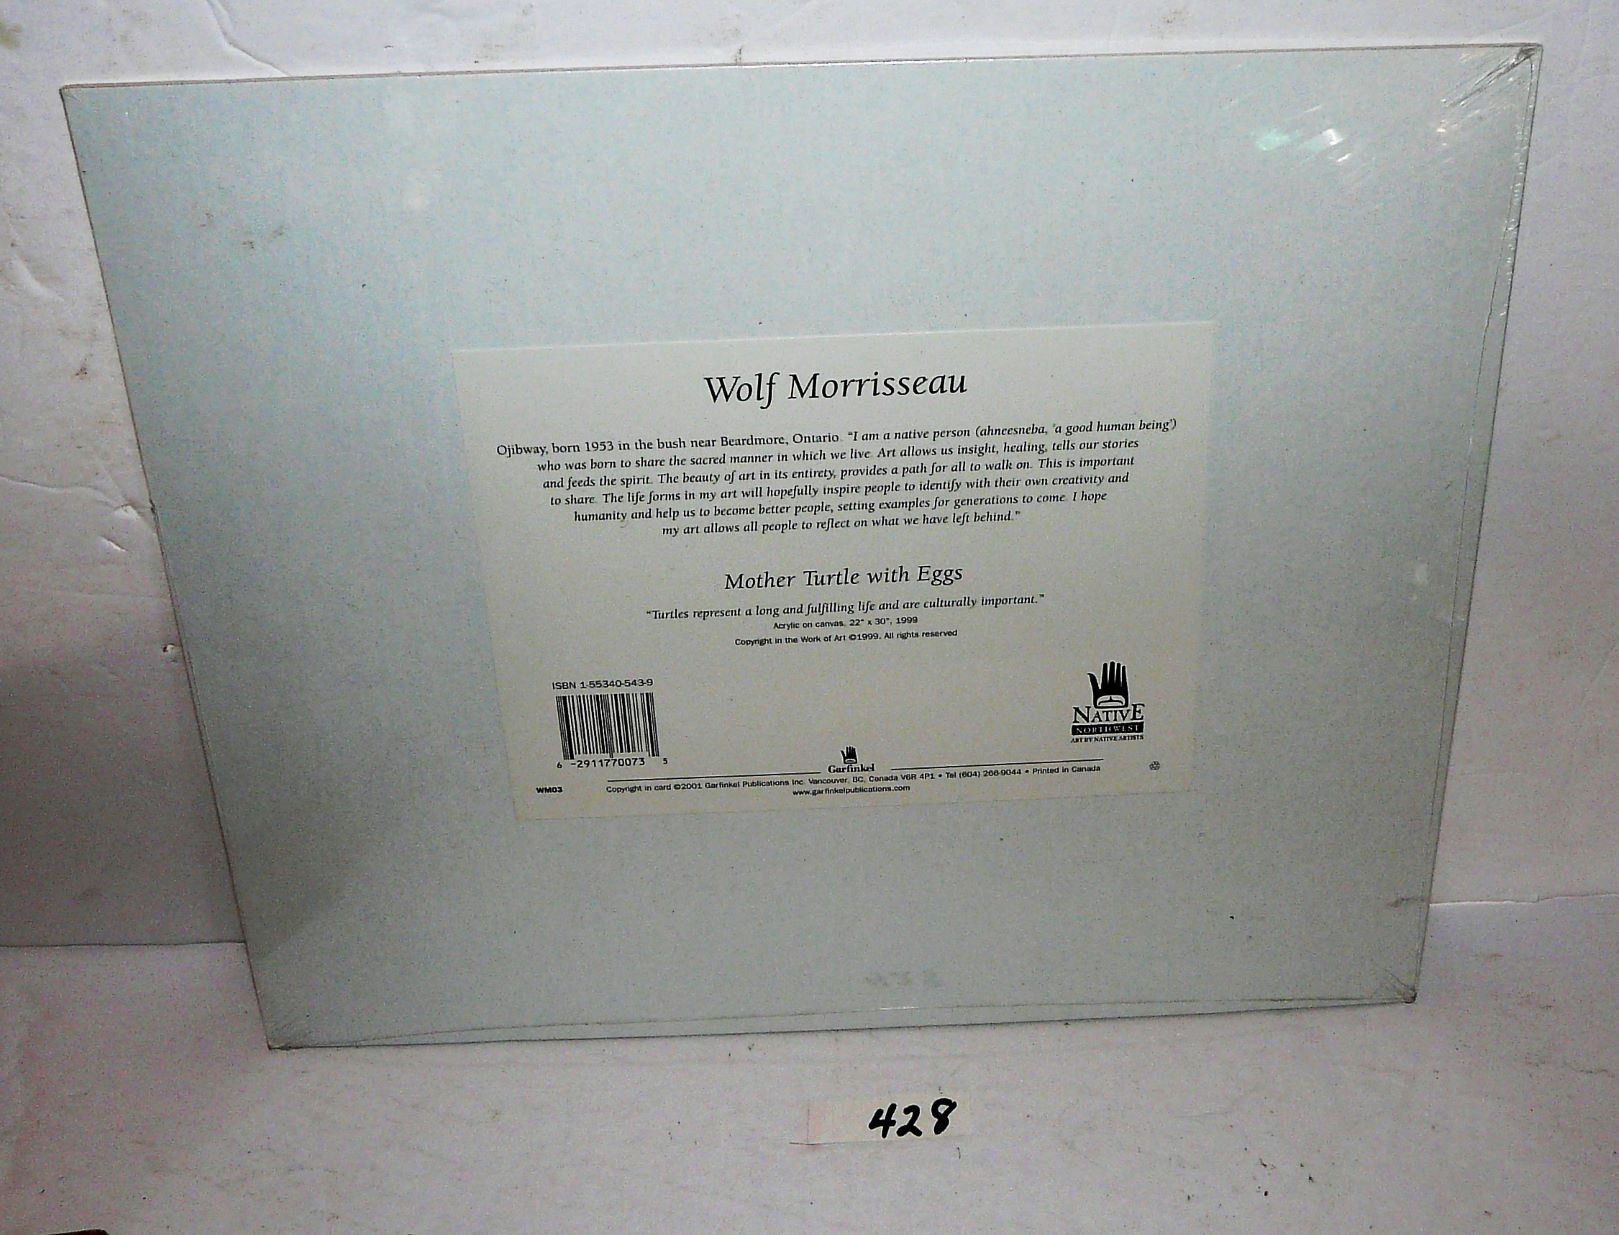 Wolf Morrisseau
Ojibway, born 1953 in the bush near Beardmore, Ontario. "I am a native person (ahneesneba, 'a good human being')
who was born to share the sacred manner in which we live. Art allows us insight, healing, tells our stories
and feeds the spirit. The beauty of art in its entirety, provides a path for all to walk on. This is important
to share. The life forms in my art will hopefully inspire people to identify with their own creativity and
humanity and help us to become better people, setting examples for generations to come. I hope
my art allows all people to reflect on what we have left behind."
Mother Turtle with Eggs
"Turtles represent a long and fulfilling life and are culturally important."
Acrylic on canvas, 22" x 30", 1999
Copyright in the Work of Art ©1999. All rights reserved
ISBN 1-55340-543-9
6 -2911770073 5
NATIVE
NORTHWEST
ART BY NATIVE ARTISTS
Garfinkel
WM03
Copyright in card ©2001 Garfinkel Publications Inc. Vancouver, BC, Canada V6R 4P1 • Tel (604) 266-9044 • Printed in Canada
www.garfinkelpublications.com
428